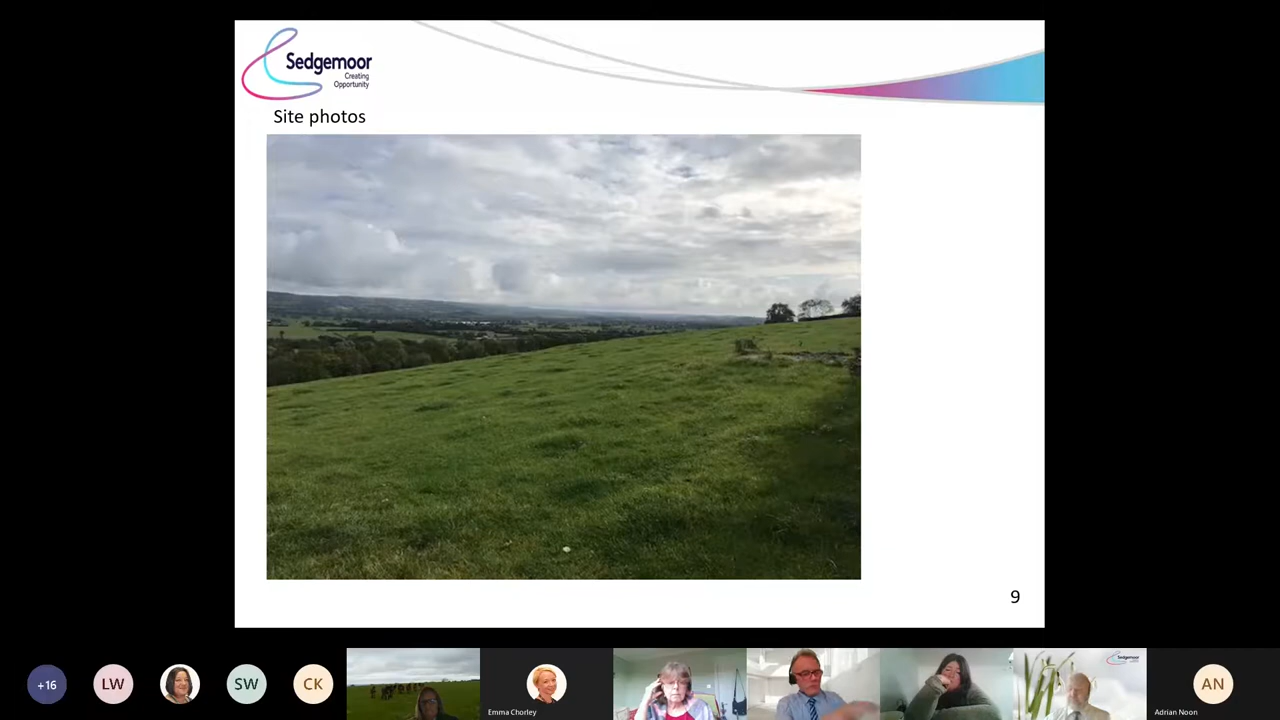 Sedgemoor
Creating
Opportunity
Site photos
9
+16
LW
SW
CK
Emma Chorley
AN
Adrian Noon